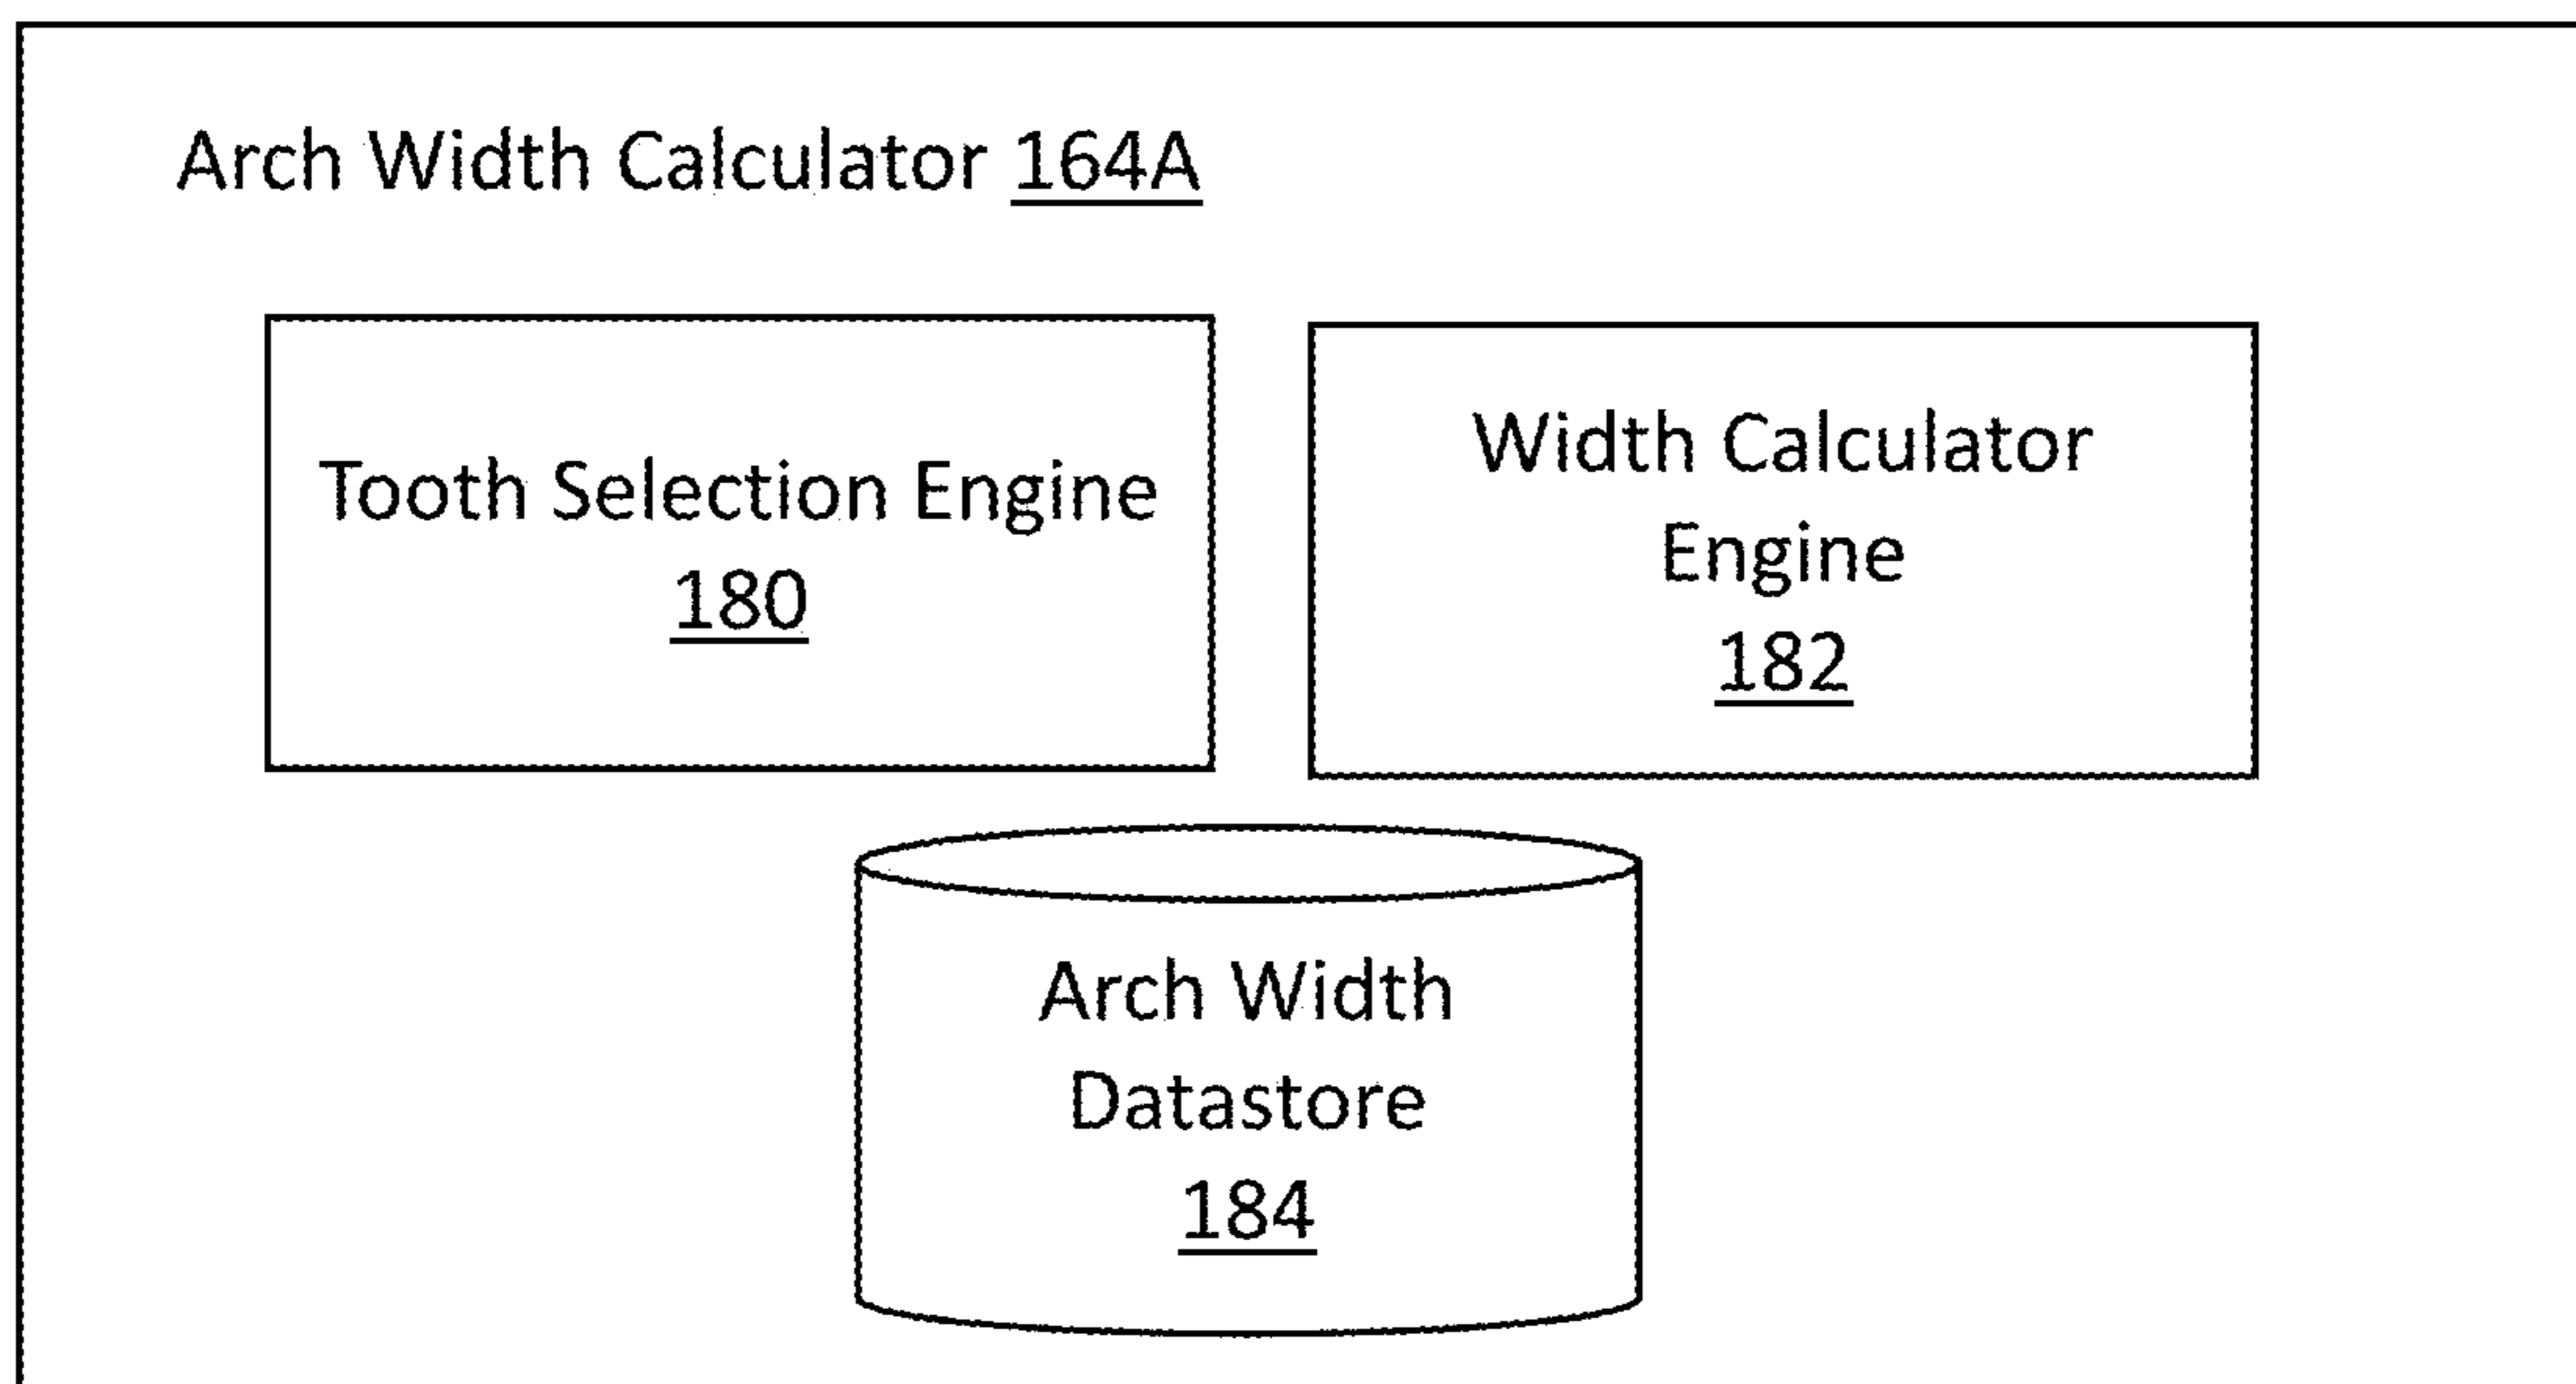 Arch Width Calculator 164A
Tooth Selection Engine
180
Width Calculator
Engine
182
Arch Width
Datastore
184